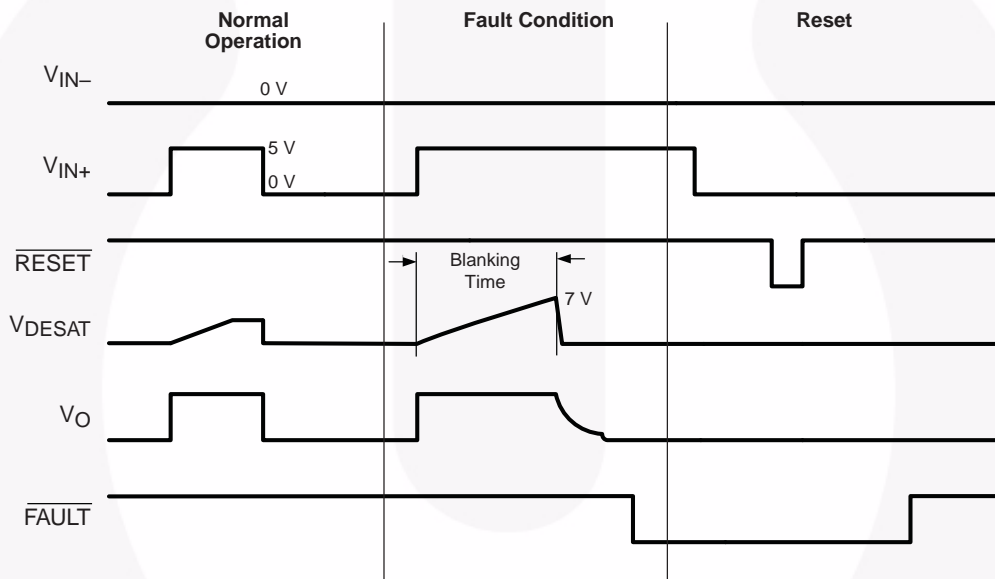 Normal
Operation
Fault Condition
Reset
VIN–
0 V
VIN+
5 V
0 V
RESET
Blanking
Time
7 V
VDESAT
VO
FAULT